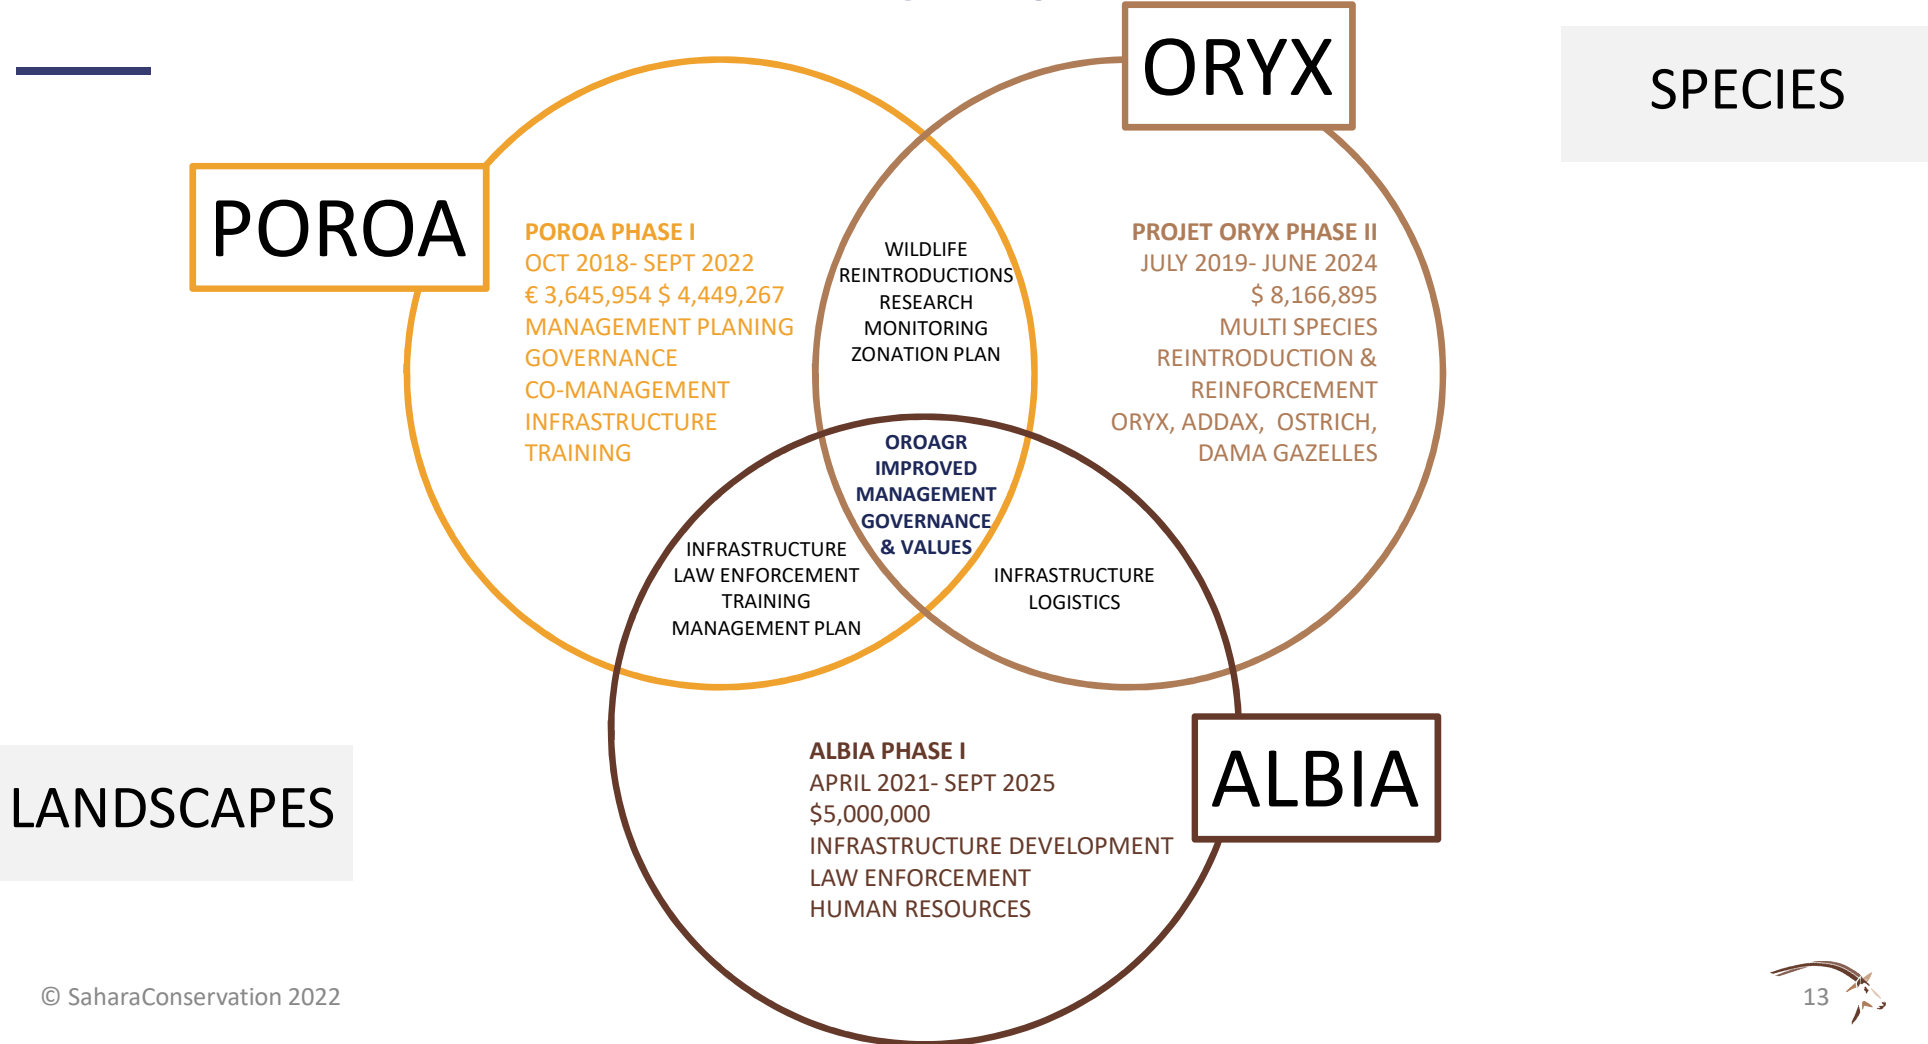 ORYX
SPECIES
POROA
POROA PHASE I
OCT 2018- SEPT 2022
€ 3,645,954 $ 4,449,267
MANAGEMENT PLANING
GOVERNANCE
CO-MANAGEMENT
INFRASTRUCTURE
TRAINING
WILDLIFE
REINTRODUCTIONS
RESEARCH
MONITORING
ZONATION PLAN
PROJET ORYX PHASE II
JULY 2019- JUNE 2024
$ 8,166,895
MULTI SPECIES
REINTRODUCTION &
REINFORCEMENT
ORYX, ADDAX, OSTRICH,
DAMA GAZELLES
OROAGR
IMPROVED
MANAGEMENT
GOVERNANCE
& VALUES
INFRASTRUCTURE
LAW ENFORCEMENT
TRAINING
MANAGEMENT PLAN
INFRASTRUCTURE
LOGISTICS
LANDSCAPES
ALBIA PHASE I
APRIL 2021- SEPT 2025
$5,000,000
INFRASTRUCTURE DEVELOPMENT
LAW ENFORCEMENT
HUMAN RESOURCES
ALBIA
© SaharaConservation 2022
13